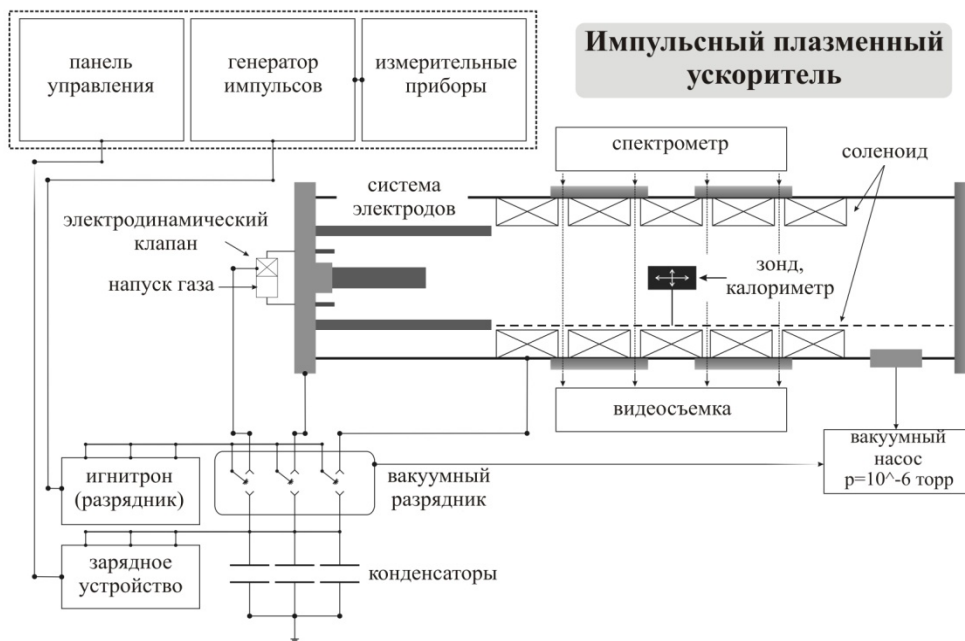 Импульсный плазменный
ускоритель
панель
управления
генератор
импульсов
измерительные
приборы
спектрометр
соленоид
система
электродов
электродинамический
клапан
напуск газа
зонд,
калориметр
видеосъемка
вакуумный
насос
р=10^-6 торр
игнитрон
(разрядник)
вакуумный
разрядник
зарядное
устройство
конденсаторы